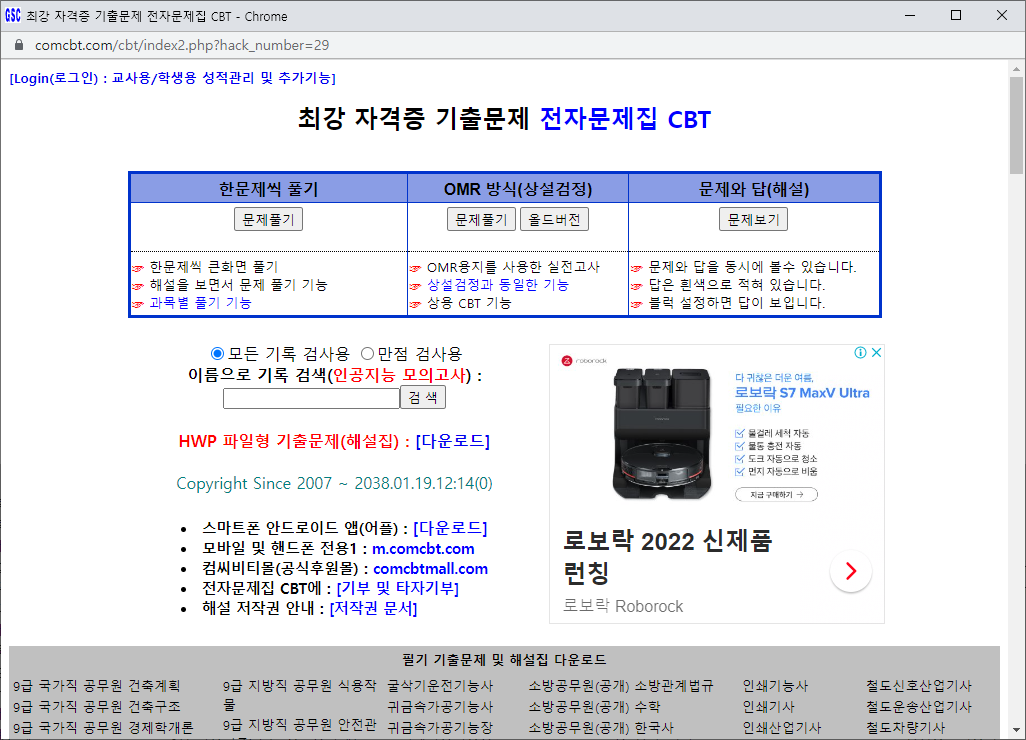 GSC 최강 자격증 기출문제 전자문제집 CBT - Chrome
comcbt.com/cbt/index2.php?hack_number=29
[Login(로그인) : 교사용/학생용 성적관리 및 추가기능]
최강 자격증 기출문제 전자문제집 CBT
한문제씩 풀기
문제풀기
☞ 한문제씩 큰화면 풀기
☞ 해설을 보면서 문제 풀기 기능
☞ 과목별 풀기 기능
OMR 방식(상설검정)
문제풀기 올드버전
☞ OMR용지를 사용한 실전고사
☞ 상설검정과 동일한 기능
☞ 상용 CBT 기능
문제와 답(해설)
문제보기
☞ 문제와 답을 동시에 볼수 있습니다.
☞ 답은 흰색으로 적혀 있습니다.
☞ 블럭 설정하면 답이 보입니다.
모든 기록 검사용 만점 검사용
이름으로 기록 검색(인공지능 모의고사) :
검 색
HWP 파일형 기출문제(해설집) : [다운로드]
Copyright Since 2007 ~ 2038.01.19.12:14(0)
• 스마트폰 안드로이드 앱(어플) : [다운로드]
• 모바일 및 핸드폰 전용1 : m.comcbt.com
• 컴씨비티몰(공식후원몰) : comcbtmall.com
• 전자문제집 CBT에 : [기부 및 타자기부]
• 해설 저작권 안내 : [저작권 문서]
roborock
다 귀찮은 더운 여름,
로보락 S7 MaxV Ultra
필요한 이유
물걸레 세척 자동
물통 충전 자동
도크 자동으로 청소
먼지 자동으로 비움
지금 구매하기 →
로보락 2022 신제품
런칭
로보락 Roborock
필기 기출문제 및 해설집 다운로드
9급 국가직 공무원 건축계획
9급 국가직 공무원 건축구조
9급 국가직 공무원 경제학개론
9급 지방직 공무원 식용작
물
9급 지방직 공무원 안전관
굴삭기운전기능사
귀금속가공기능사
귀금속가공기능장
소방공무원(공개) 소방관계법규
소방공무원(공개) 수학
소방공무원(공개) 한국사
인쇄기능사
인쇄기사
인쇄산업기사
철도신호산업기사
철도운송산업기사
철도차량기사